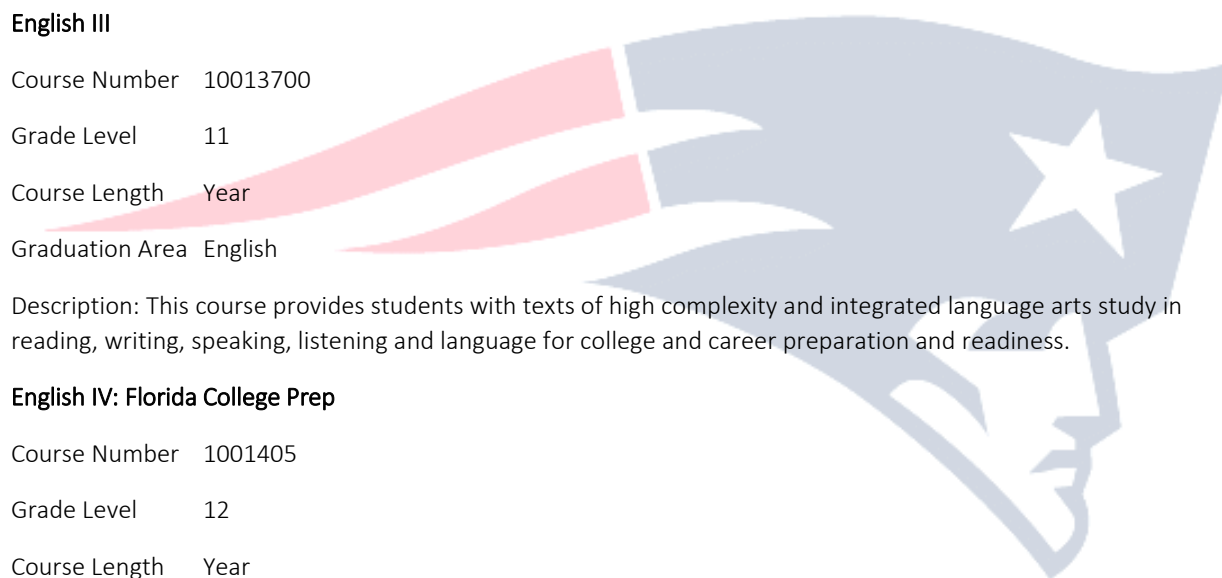 English III
Course Number 10013700
Grade Level 11
Course Length Year
Graduation Area English
Description: This course provides students with texts of high complexity and integrated language arts study in
reading, writing, speaking, listening and language for college and career preparation and readiness.
English IV: Florida College Prep
Course Number 1001405
Grade Level 12
Course Length Year